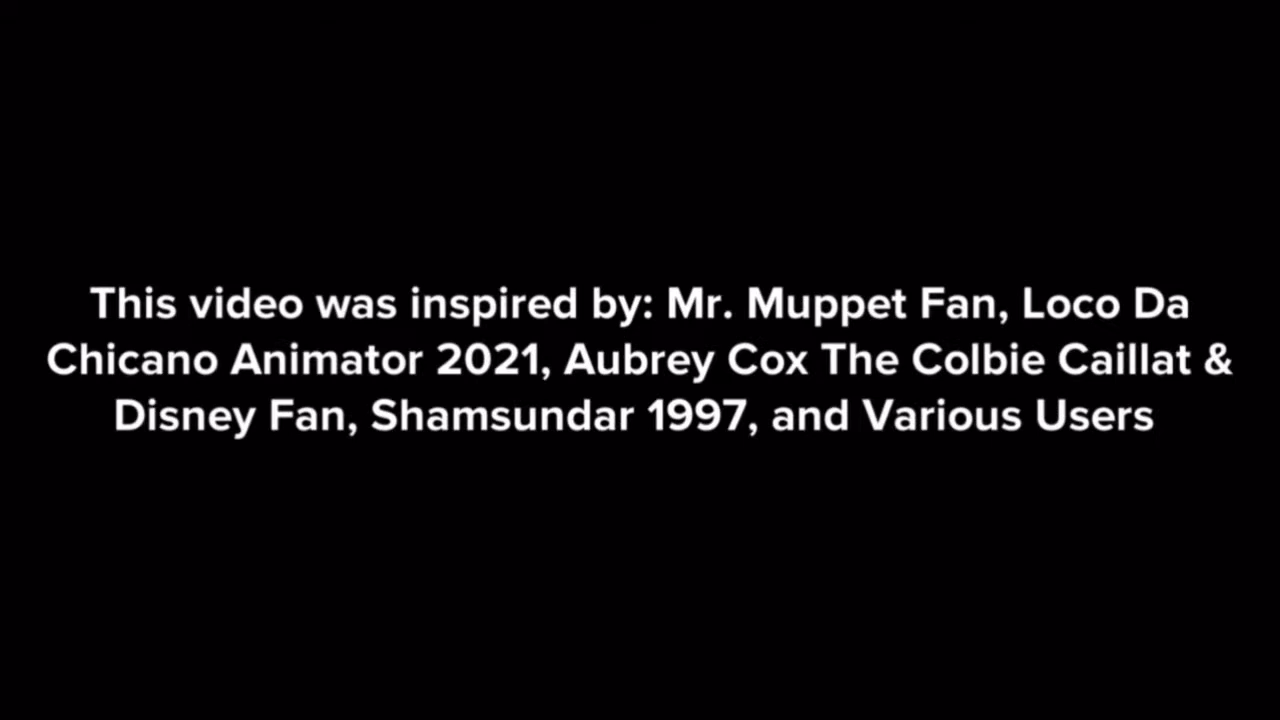 This video was inspired by: Mr. Muppet Fan, Loco Da
Chicano Animator 2021, Aubrey Cox The Colbie Caillat &
Disney Fan, Shamsundar 1997, and Various Users